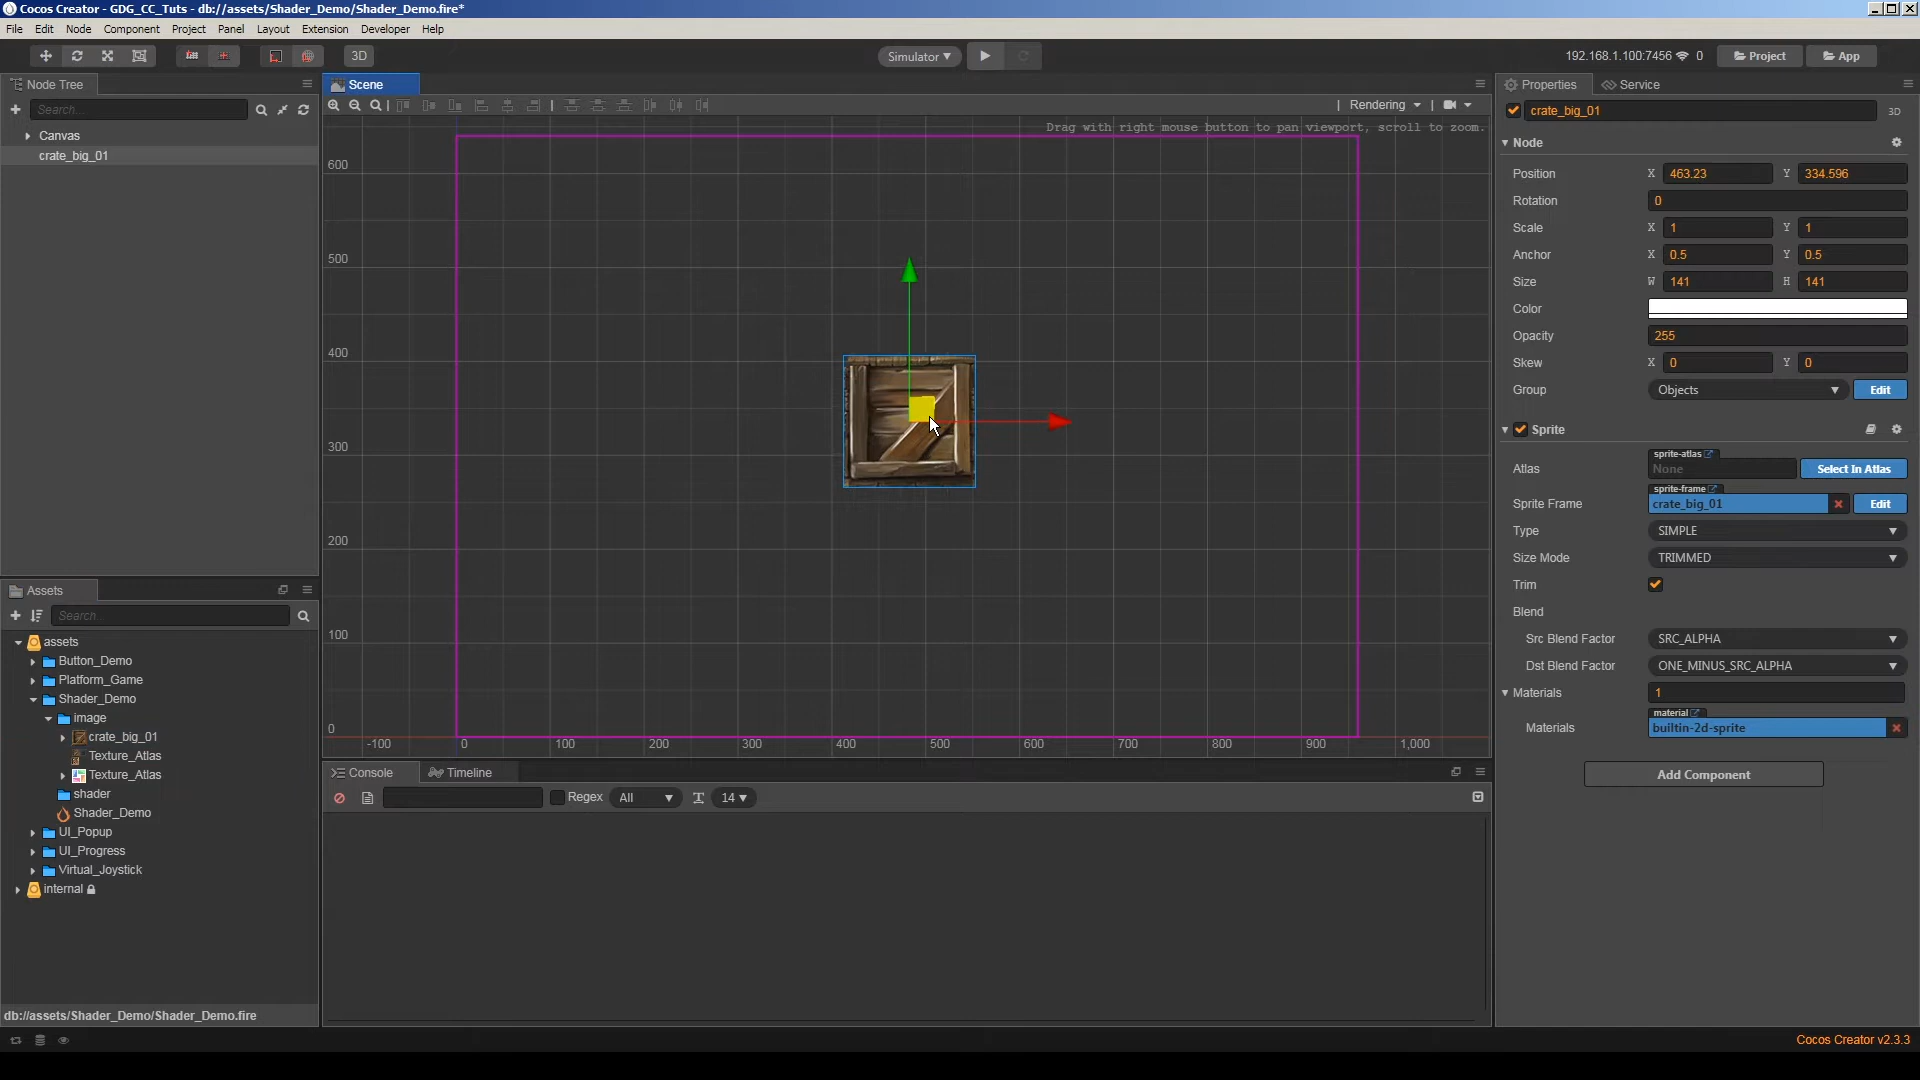 Cocos Creator - GDG_CC_Tuts - db://assets/Shader_Demo/Shader_Demo.fire*
File Edit Node Component Project Panel Layout Extension Developer Help
3D Simulator 192.168.1.100:7456 0 Project App
Node Tree
Search...
Canvas
crate_big_01
Scene
Rendering
Drag with right mouse button to pan viewport, scroll to zoom.
600
500
400
300
200
100
0
-100 0 100 200 300 400 500 600 700 800 900 1,000
Properties Service
crate_big_01 3D
Node
Position X 463.23 Y 334.596
Rotation 0
Scale X 1 Y 1
Anchor X 0.5 Y 0.5
Size W 141 H 141
Color
Opacity 255
Skew X 0 Y 0
Group Objects Edit
Sprite
sprite-atlas
Atlas None Select In Atlas
sprite-frame
Sprite Frame crate_big_01 Edit
Type SIMPLE
Size Mode TRIMMED
Trim
Blend
Src Blend Factor SRC_ALPHA
Dst Blend Factor ONE_MINUS_SRC_ALPHA
Materials 1
material
Materials builtin-2d-sprite
Add Component
Assets
Search...
assets
Button_Demo
Platform_Game
Shader_Demo
image
crate_big_01
Texture_Atlas
Texture_Atlas
shader
Shader_Demo
UI_Popup
UI_Progress
Virtual_Joystick
internal
db://assets/Shader_Demo/Shader_Demo.fire
Console Timeline
Regex All 14
Cocos Creator v2.3.3